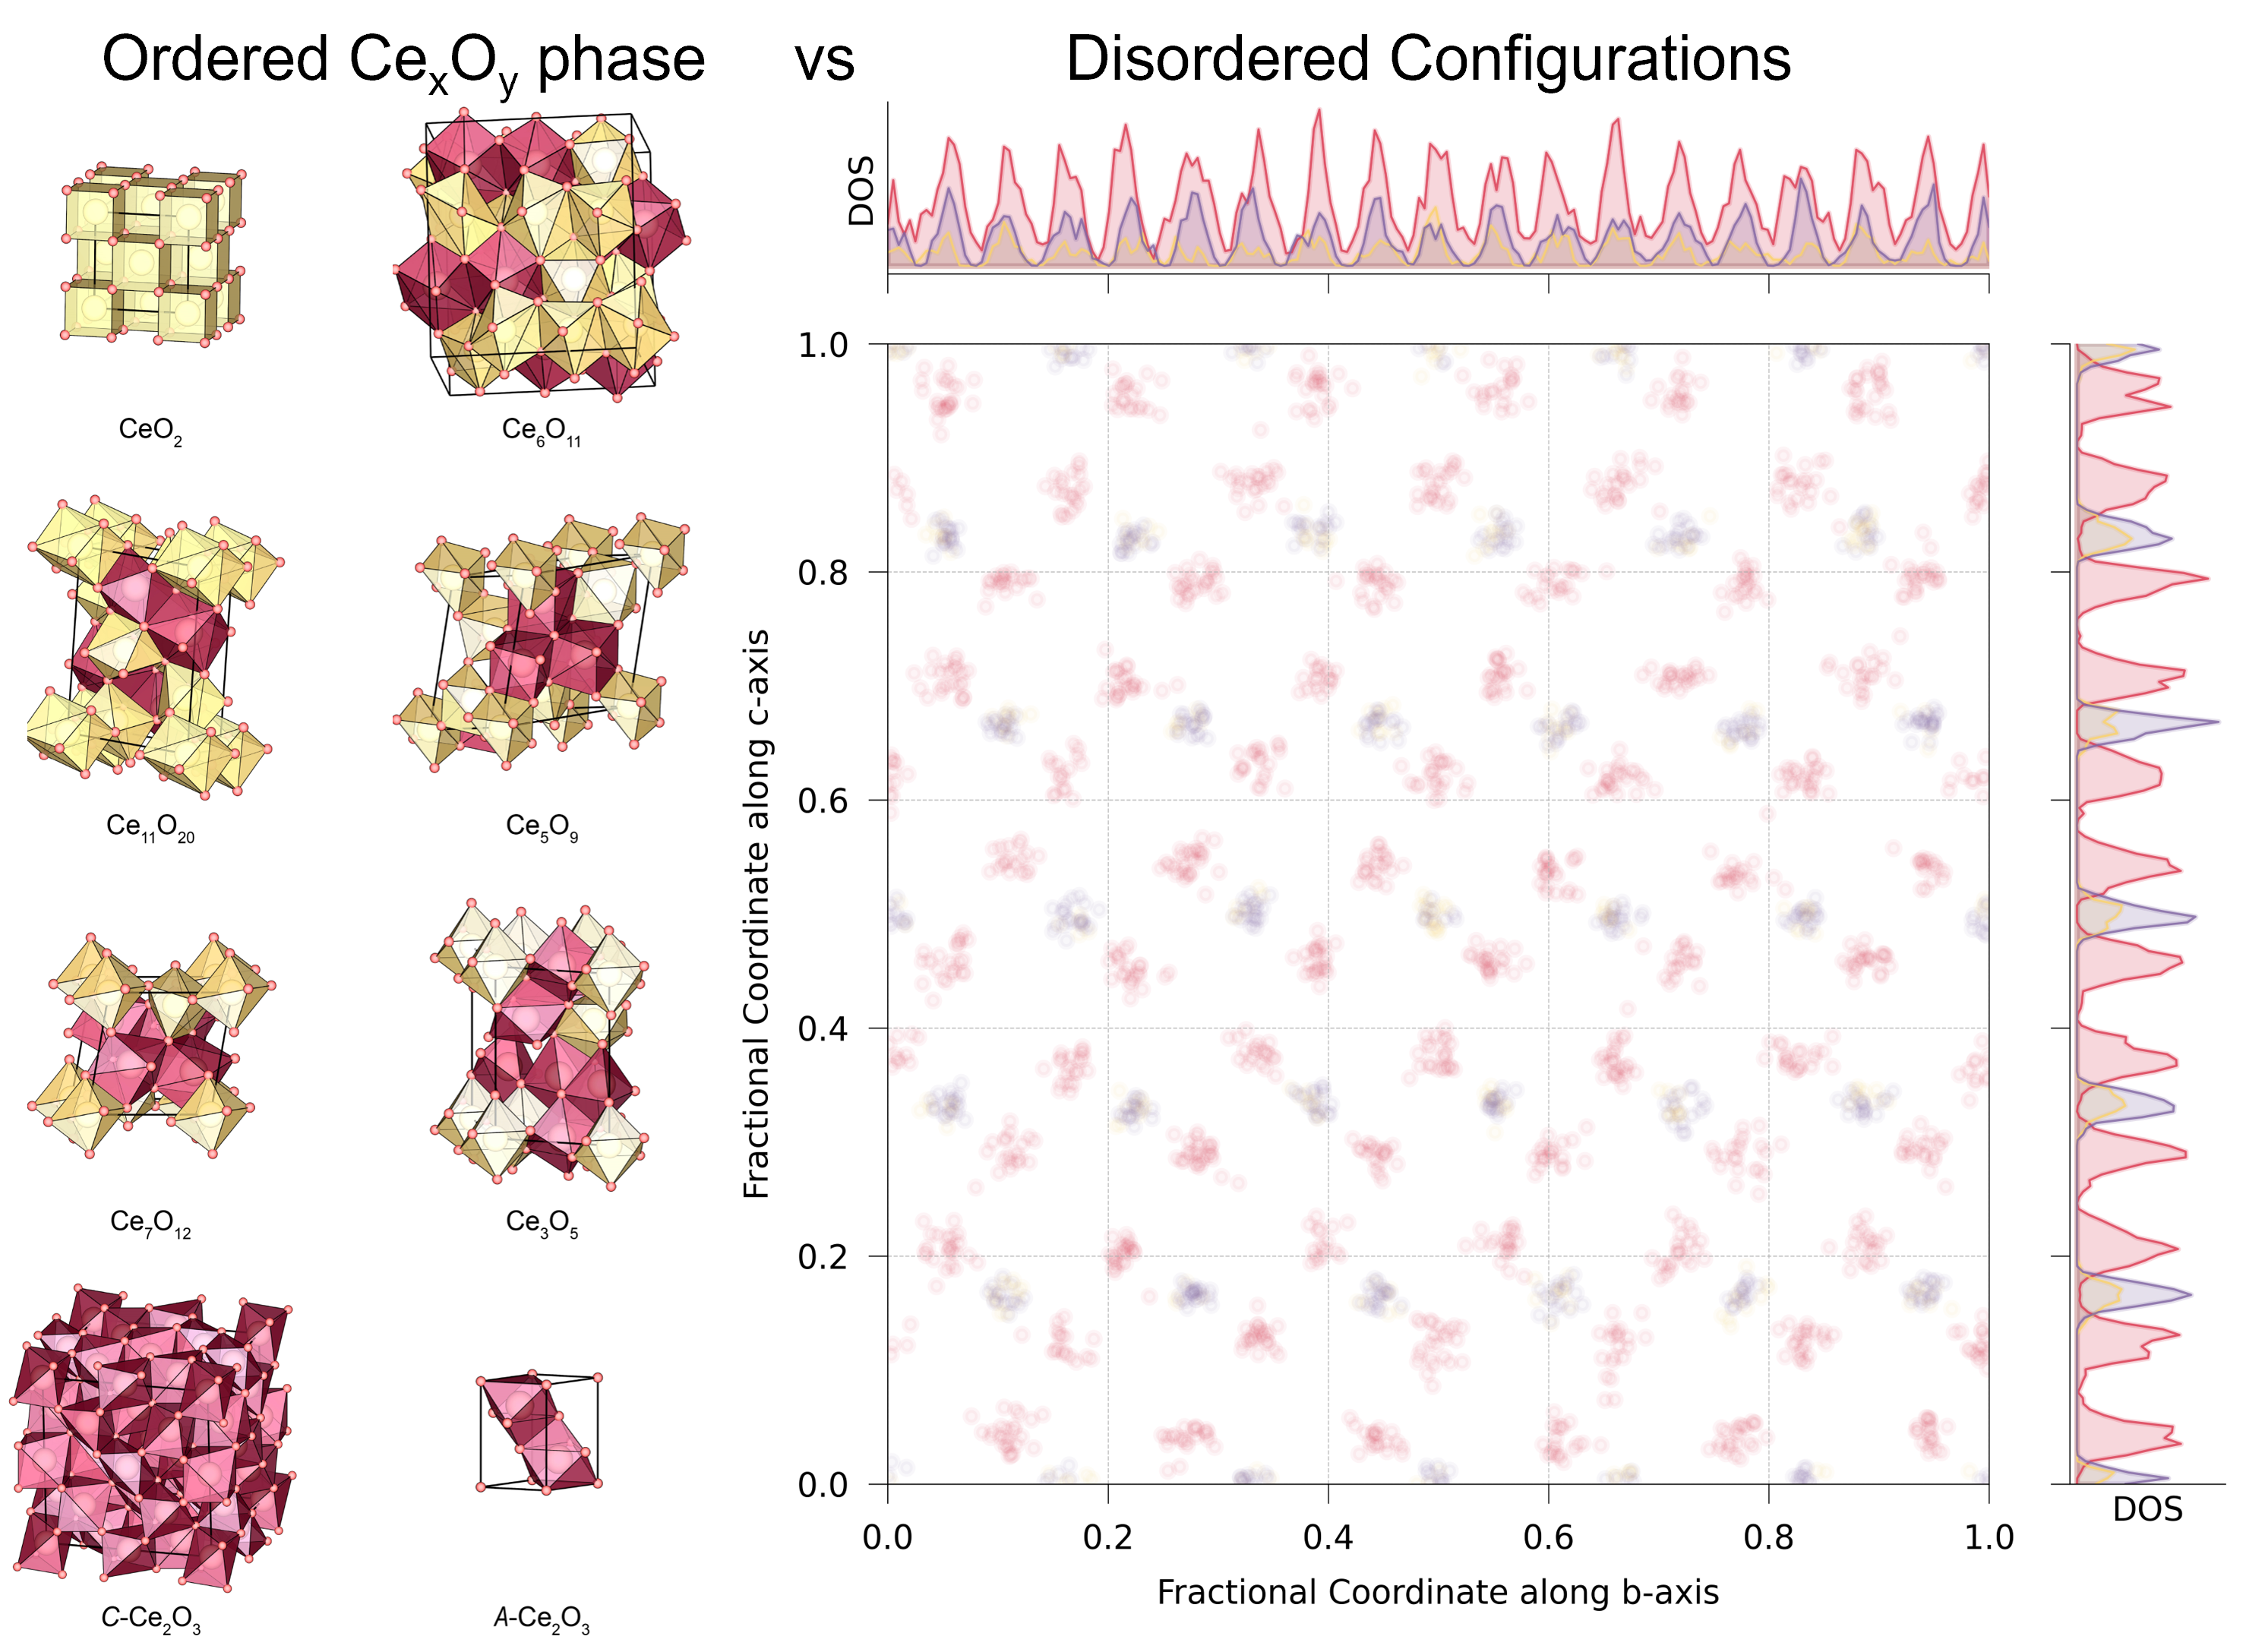 Ordered CeₓOᵧ phase vs Disordered Configurations
CeO₂
Ce₆O₁₁
Ce₁₁O₂₀
Ce₅O₉
Ce₇O₁₂
Ce₃O₅
C-Ce₂O₃
A-Ce₂O₃
DOS
Fractional Coordinate along c-axis
1.0
0.8
0.6
0.4
0.2
0.0
0.0 0.2 0.4 0.6 0.8 1.0
Fractional Coordinate along b-axis
DOS